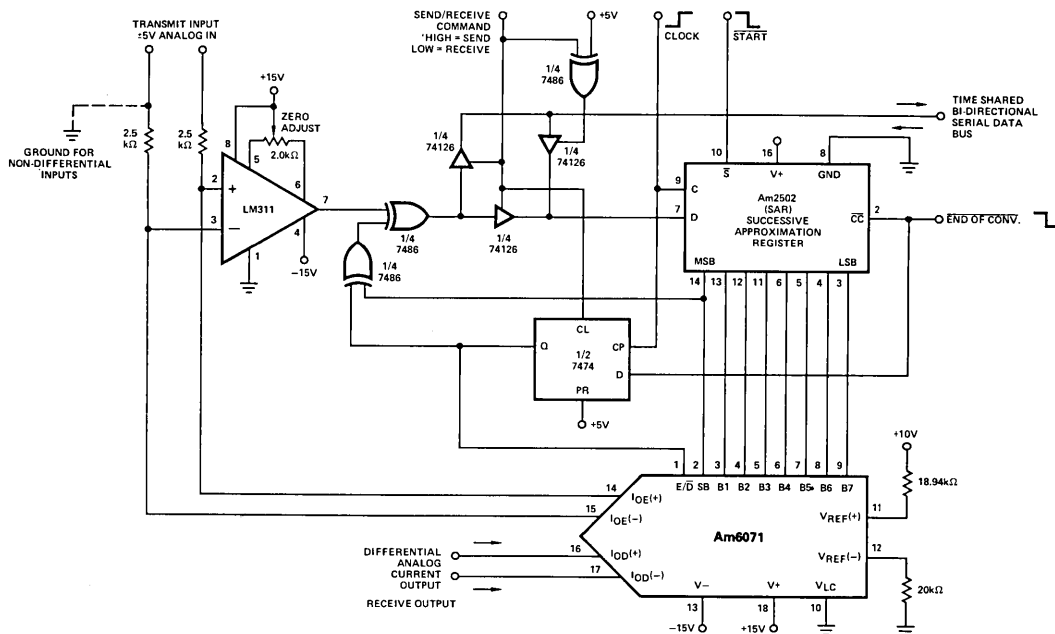 TRANSMIT INPUT
±5V ANALOG IN
SEND/RECEIVE
COMMAND
'HIGH = SEND
LOW = RECEIVE
+5V
CLOCK
START
1/4
7486
+15V
ZERO
ADJUST
2.5
kΩ
2.5
kΩ
2.0kΩ
GROUND FOR
NON-DIFFERENTIAL
INPUTS
8
5
6
2
+
3
−
LM311
7
4
1
−15V
1/4
74126
1/4
74126
1/4
7486
1/4
74126
1/4
7486
TIME SHARED
BI-DIRECTIONAL
SERIAL DATA
BUS
10
16
8
S
V+
GND
9
C
7
D
Am2502
(SAR)
SUCCESSIVE
APPROXIMATION
REGISTER
CC
2
END OF CONV.
MSB
LSB
14
13
12
11
6
5
4
3
CL
Q
CP
1/2
7474
D
PR
+5V
+10V
18.94kΩ
1
2
3
4
5
6
7
8
9
E/D
SB
B1
B2
B3
B4
B5
B6
B7
14
IOE(+)
15
IOE(−)
16
IOD(+)
17
IOD(−)
Am6071
VREF(+)
11
VREF(−)
12
20kΩ
DIFFERENTIAL
ANALOG
CURRENT
OUTPUT
RECEIVE OUTPUT
V−
V+
VLC
13
18
10
−15V
+15V